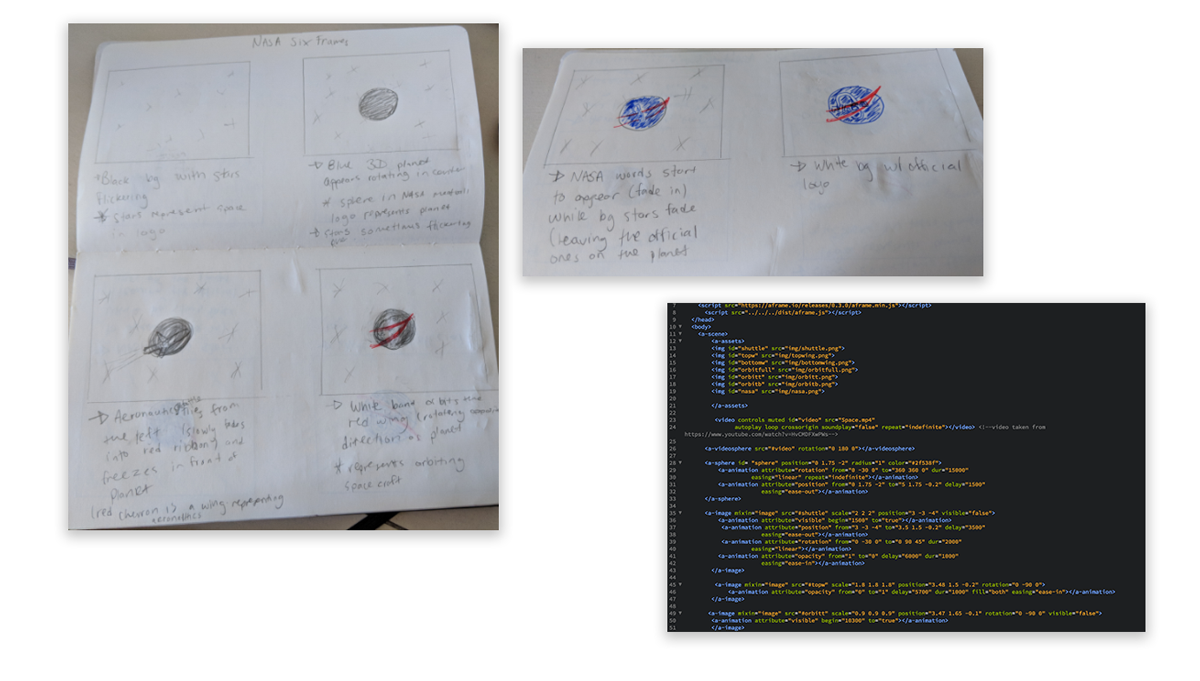 NASA Six Frames
Black bg with stars
flickering
* Stars represent space
in logo
→ Blue 3D planet
appears rotating in counter
* sphere in NASA meatball
logo represents planet
→ Stars sometimes flickering
→ Aeronautics flies from
the left (slowly
into red ribbon) and
freezes in front of
planet
(red chevron is a wing representing
aeronautics
→ White band orbits the
red wing (rotating
direction as planet
* represents orbiting
space craft
→ NASA words start
to appear (fade in)
while bg stars fade
(leaving the official
ones on the planet
→ White bg w/ official
logo
7 <script src="https://aframe.io/releases/0.3.0/aframe.min.js"></script>
8 <script src="../../../dist/aframe.js"></script>
9 </head>
10 <body>
11 <a-scene>
12 <a-assets>
13 <img id="shuttle" src="img/shuttle.png">
14 <img id="topw" src="img/topwing.png">
15 <img id="bottomw" src="img/bottomwing.png">
16 <img id="orbitfull" src="img/orbitfull.png">
17 <img id="orbitt" src="img/orbitt.png">
18 <img id="orbitb" src="img/orbitb.png">
19 <img id="nasa" src="img/nasa.png">
20
21 </a-assets>
22
23 <video controls muted id="video" src="Space.mp4"
24 autoplay loop crossorigin soundplay="false" repeat="indefinite"></video> <!--video taken from
https://www.youtube.com/watch?v=HvCMDFXwPWs-->
25
26 <a-videosphere src="#video" rotation="0 180 0"></a-videosphere>
27
28 <a-sphere id= "sphere" position="0 1.75 -2" radius="1" color="#2f538f">
29 <a-animation attribute="rotation" from="0 -30 0" to="360 360 0" dur="15000"
30 easing="linear" repeat="indefinite"></a-animation>
31 <a-animation attribute="position" from="0 1.75 -2" to="5 1.75 -0.2" delay="1500"
32 easing="ease-out"></a-animation>
33 </a-sphere>
34
35 <a-image mixin="image" src="#shuttle" scale="2 2 2" position="3 -3 -4" visible="false">
36 <a-animation attribute="visible" begin="1500" to="true"></a-animation>
37 <a-animation attribute="position" from="3 -3 -4" to="3.5 1.5 -0.2" delay="3500"
38 easing="ease-out"></a-animation>
39 <a-animation attribute="rotation" from="0 -30 0" to="0 90 45" dur="2000"
40 easing="linear"></a-animation>
41 <a-animation attribute="opacity" from="1" to="0" delay="6000" dur="1800"
42 easing="ease-in"></a-animation>
43 </a-image>
44
45 <a-image mixin="image" src="#topw" scale="1.8 1.8 1.8" position="3.48 1.5 -0.2" rotation="0 -90 0">
46 <a-animation attribute="opacity" from="0" to="1" delay="5700" dur="1000" fill="both" easing="ease-in"></a-animation>
47 </a-image>
48
49 <a-image mixin="image" src="#orbitt" scale="0.9 0.9 0.9" position="3.47 1.65 -0.1" rotation="0 -90 0" visible="false">
50 <a-animation attribute="visible" begin="10300" to="true"></a-animation>
51 </a-image>